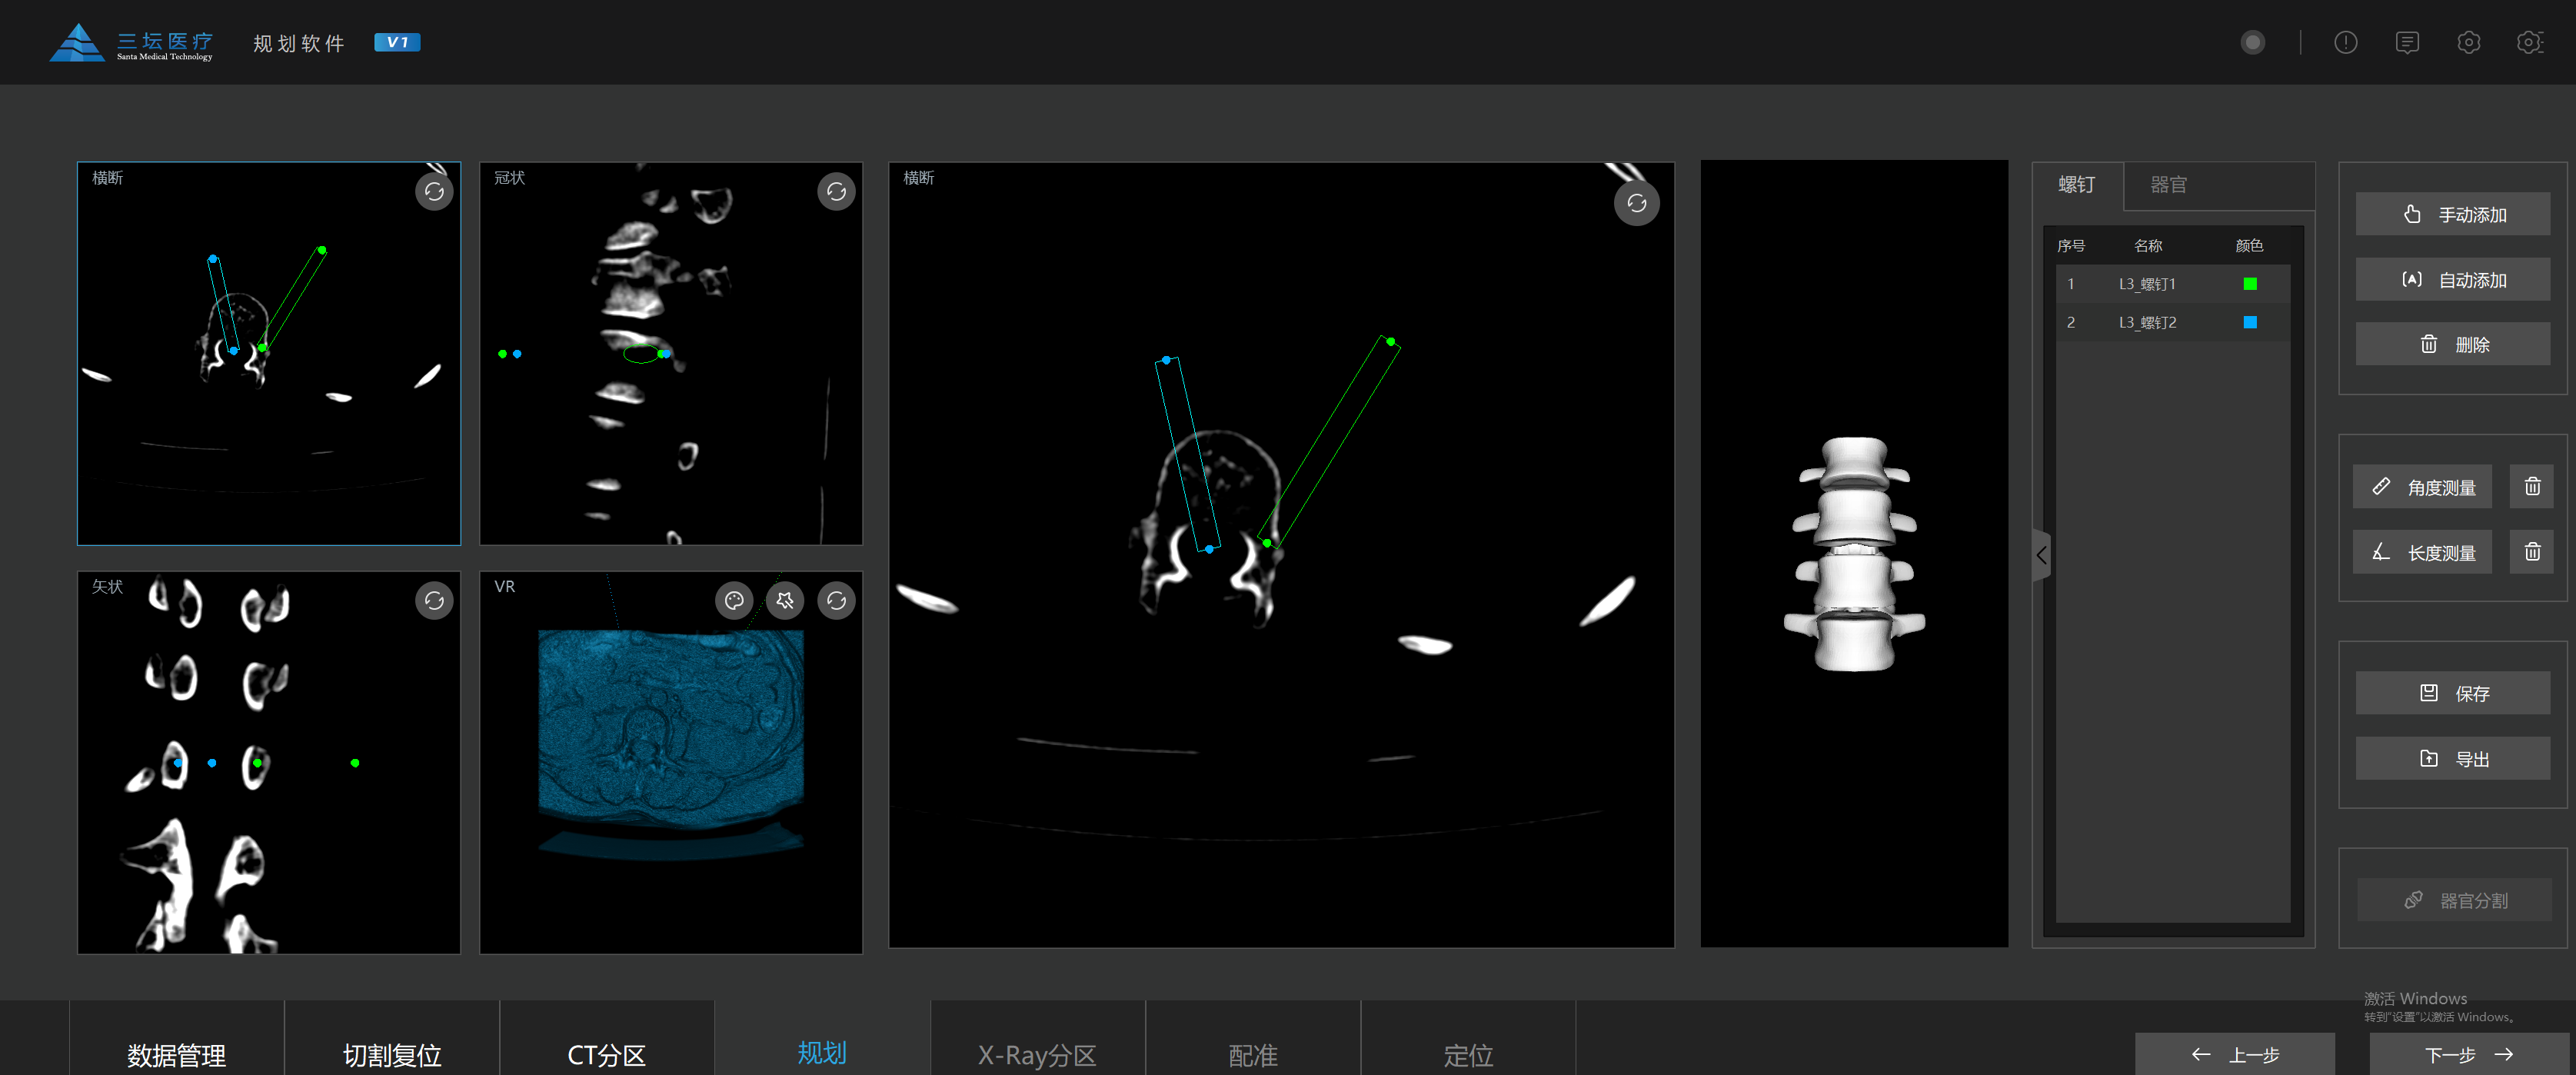 三坛医疗
Santa Medical Technology
规划软件
V1
横断
冠状
横断
矢状
VR
螺钉
器官
序号 名称 颜色
1 L3_螺钉1
2 L3_螺钉2
手动添加
自动添加
删除
角度测量
长度测量
保存
导出
器官分割
激活 Windows
转到"设置"以激活 Windows。
数据管理
切割复位
CT分区
规划
X-Ray分区
配准
定位
上一步
下一步